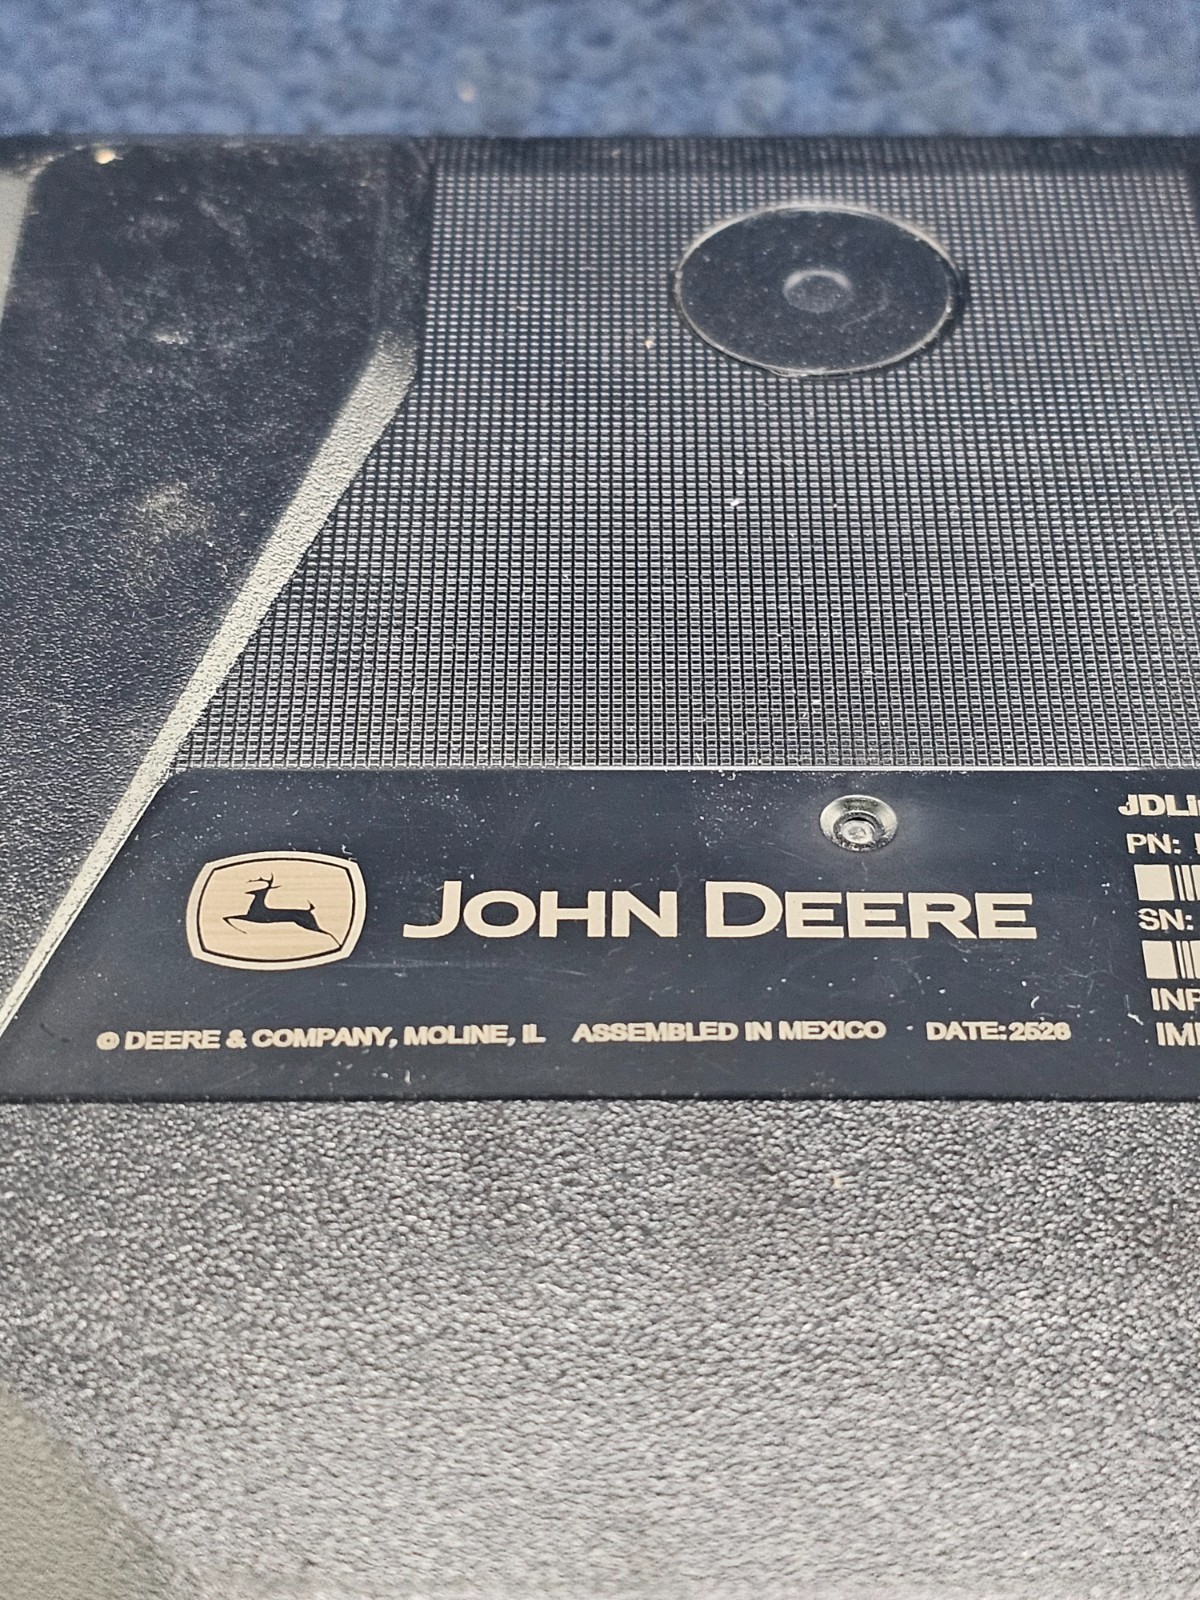 JOHN DEERE
© DEERE & COMPANY, MOLINE, IL ASSEMBLED IN MEXICO DATE: 2526
PN:
SN: